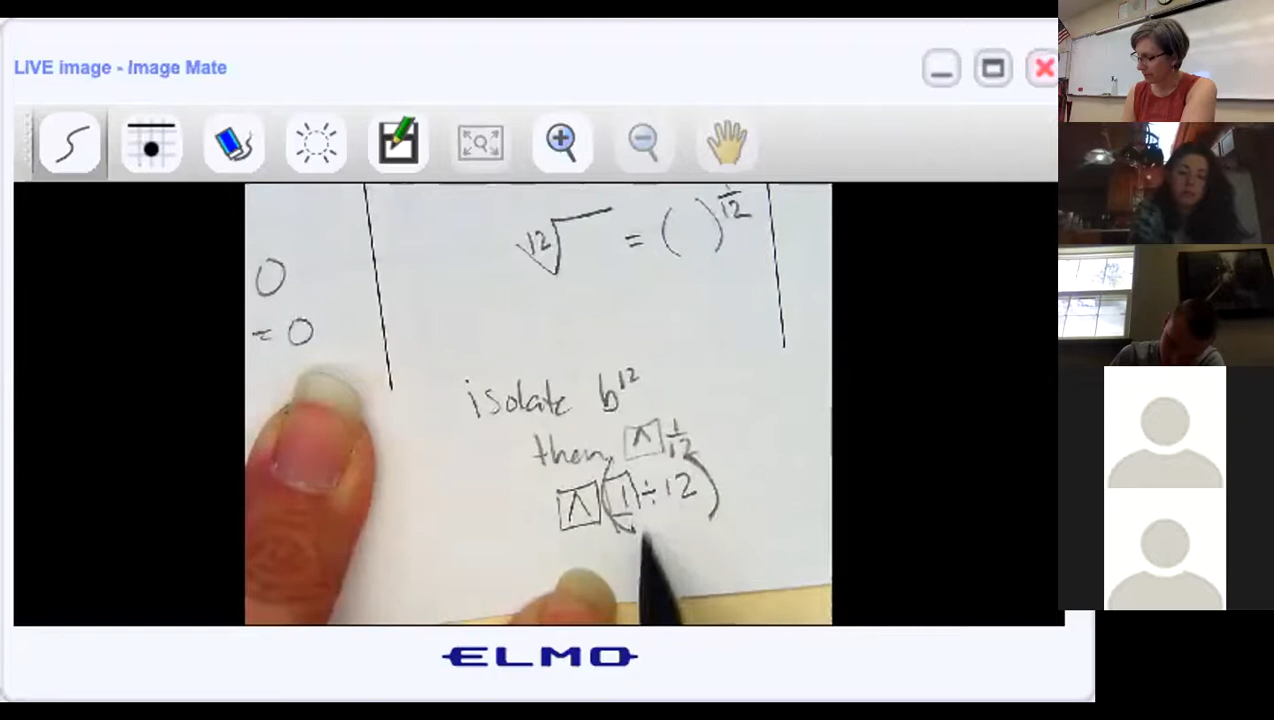 LIVE image - Image Mate
12√ = ( )^1/12
0
= 0
isolate b^12
then ^ 1/12
^ (1 ÷ 12)
ELMO